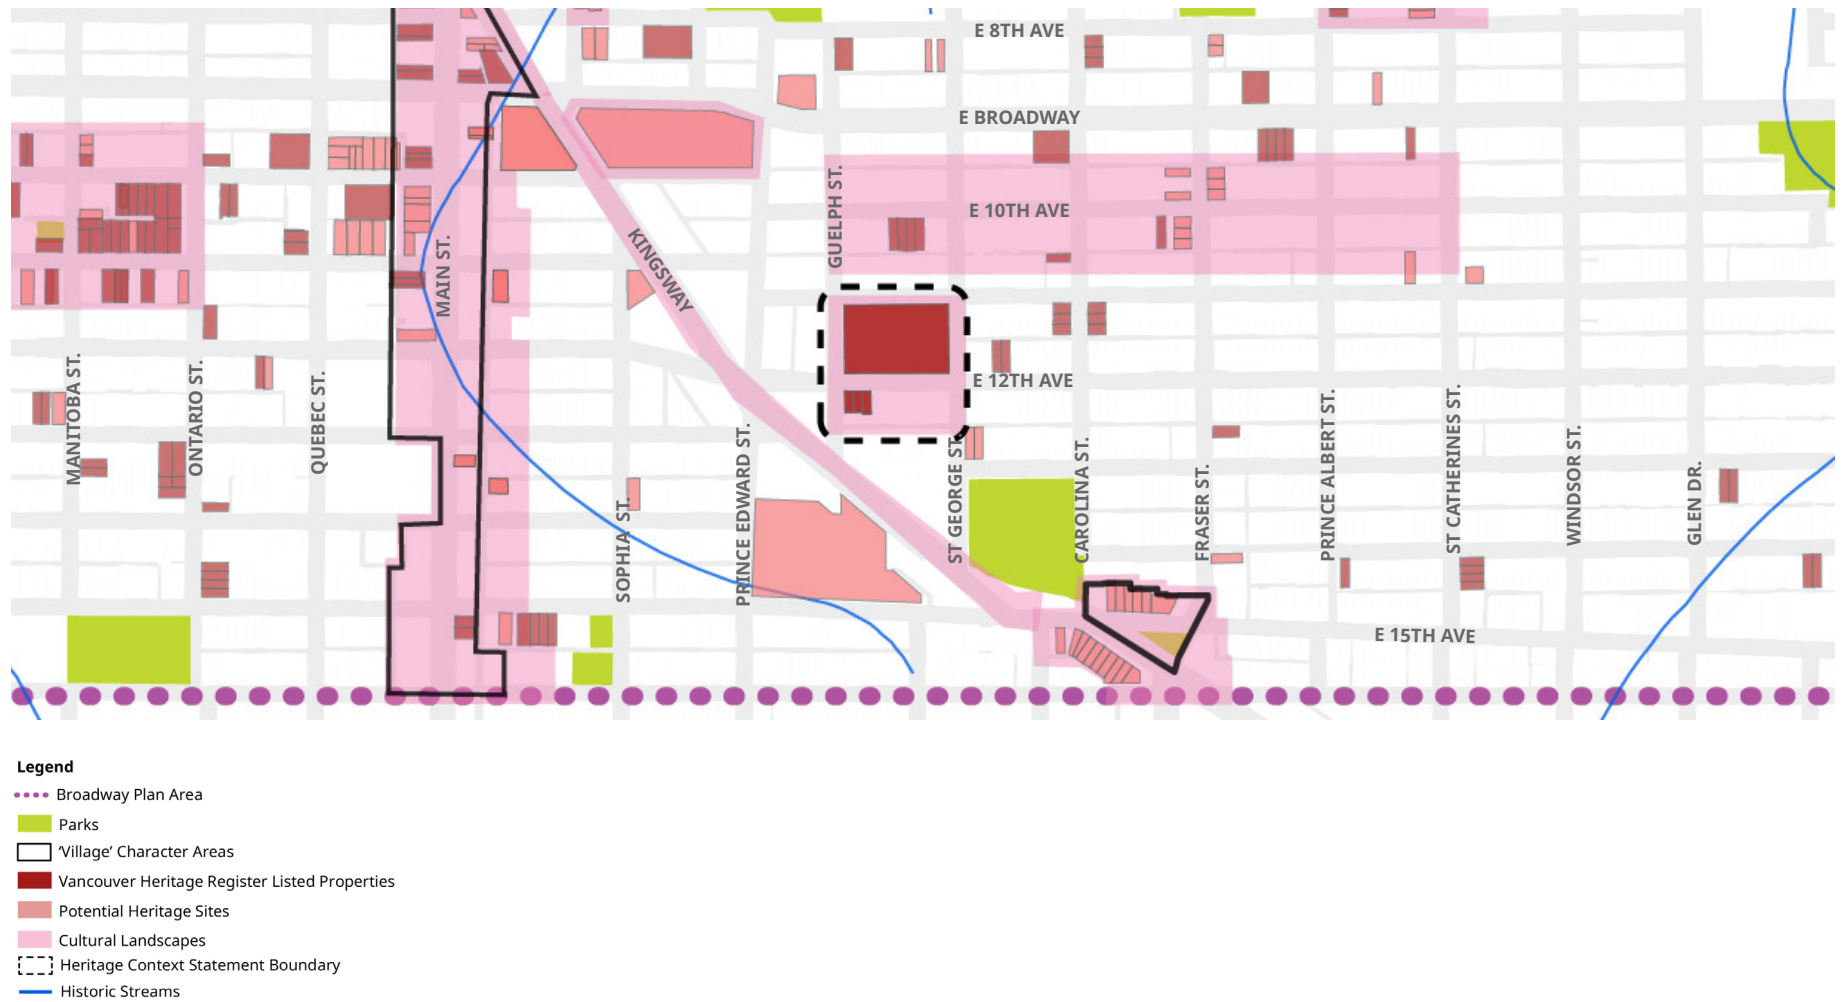 E 8TH AVE
E BROADWAY
GUELPH ST.
E 10TH AVE
KINGSWAY
MAIN ST.
E 12TH AVE
MANITOBA ST.
ONTARIO ST.
QUEBEC ST.
SOPHIA ST.
PRINCE EDWARD ST.
ST GEORGE ST.
CAROLINA ST.
FRASER ST.
PRINCE ALBERT ST.
ST CATHERINES ST.
WINDSOR ST.
GLEN DR.
E 15TH AVE
Legend
Broadway Plan Area
Parks
‘Village’ Character Areas
Vancouver Heritage Register Listed Properties
Potential Heritage Sites
Cultural Landscapes
Heritage Context Statement Boundary
Historic Streams